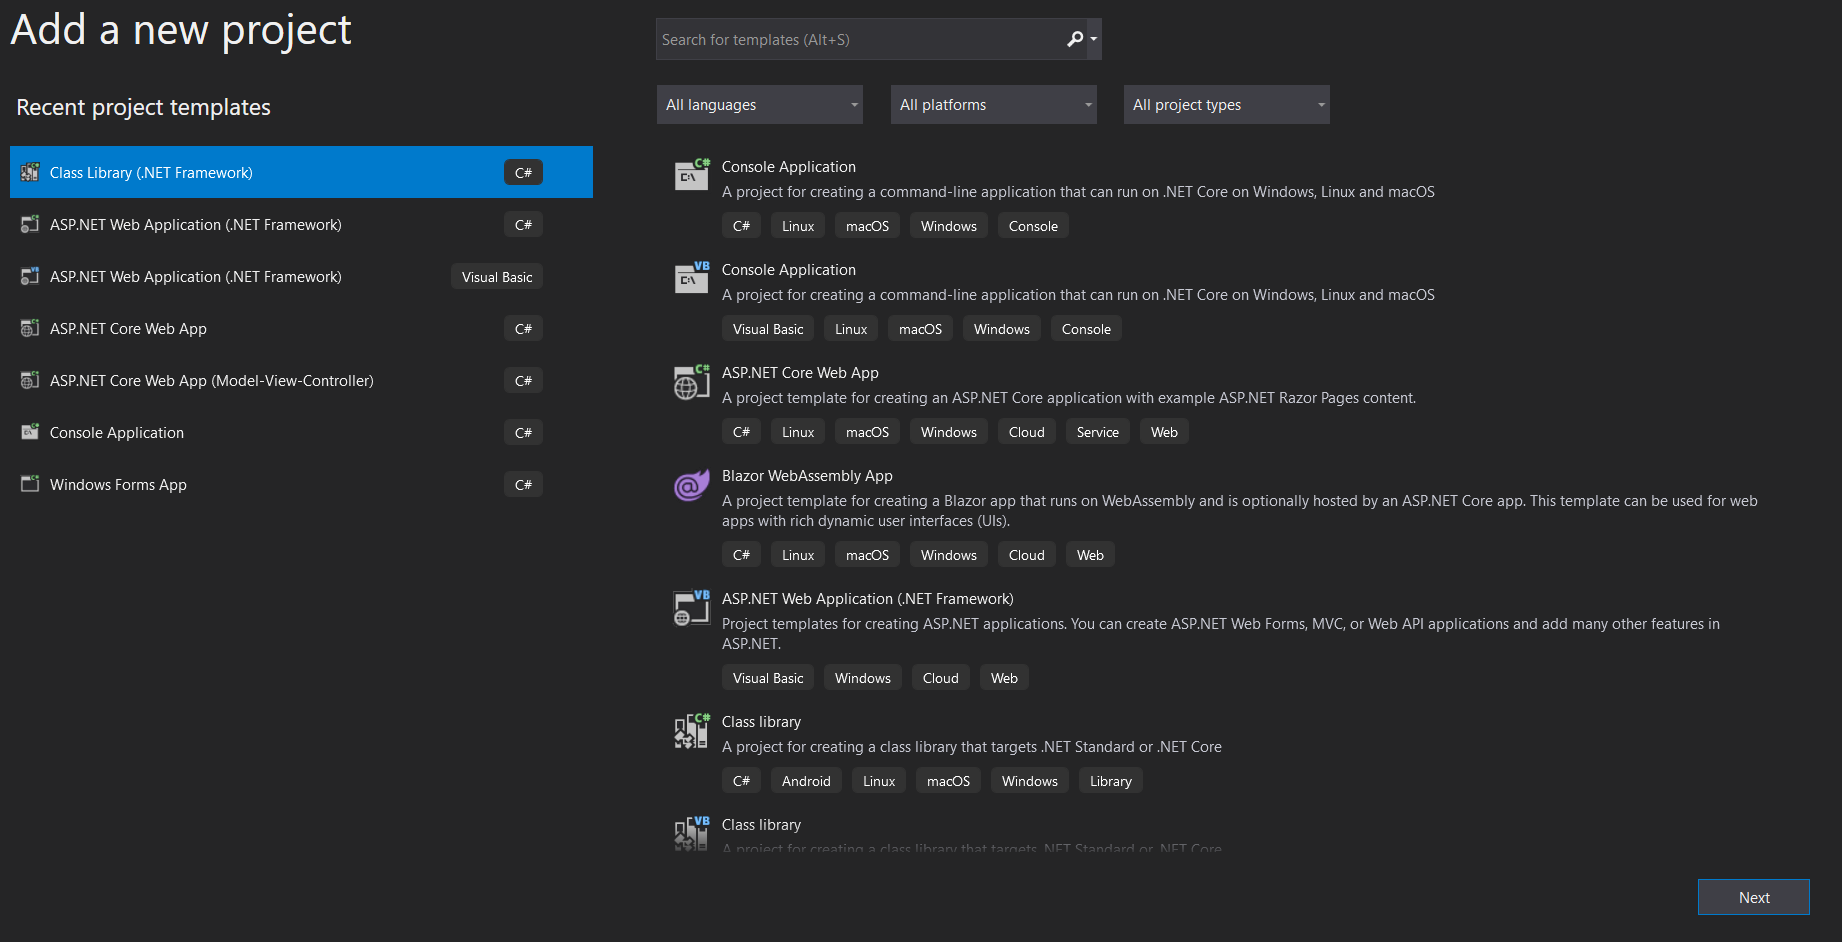 Add a new project
Recent project templates
Class Library (.NET Framework) C#
ASP.NET Web Application (.NET Framework) C#
ASP.NET Web Application (.NET Framework) Visual Basic
ASP.NET Core Web App C#
ASP.NET Core Web App (Model-View-Controller) C#
Console Application C#
Windows Forms App C#
Search for templates (Alt+S)
All languages All platforms All project types
C#
C:\
Console Application
A project for creating a command-line application that can run on .NET Core on Windows, Linux and macOS
C# Linux macOS Windows Console
VB
C:\
Console Application
A project for creating a command-line application that can run on .NET Core on Windows, Linux and macOS
Visual Basic Linux macOS Windows Console
C#
ASP.NET Core Web App
A project template for creating an ASP.NET Core application with example ASP.NET Razor Pages content.
C# Linux macOS Windows Cloud Service Web
@
Blazor WebAssembly App
A project template for creating a Blazor app that runs on WebAssembly and is optionally hosted by an ASP.NET Core app. This template can be used for web
apps with rich dynamic user interfaces (UIs).
C# Linux macOS Windows Cloud Web
VB
ASP.NET Web Application (.NET Framework)
Project templates for creating ASP.NET applications. You can create ASP.NET Web Forms, MVC, or Web API applications and add many other features in
ASP.NET.
Visual Basic Windows Cloud Web
C#
Class library
A project for creating a class library that targets .NET Standard or .NET Core
C# Android Linux macOS Windows Library
VB
Class library
A project for creating a class library that targets .NET Standard or .NET Core
Next